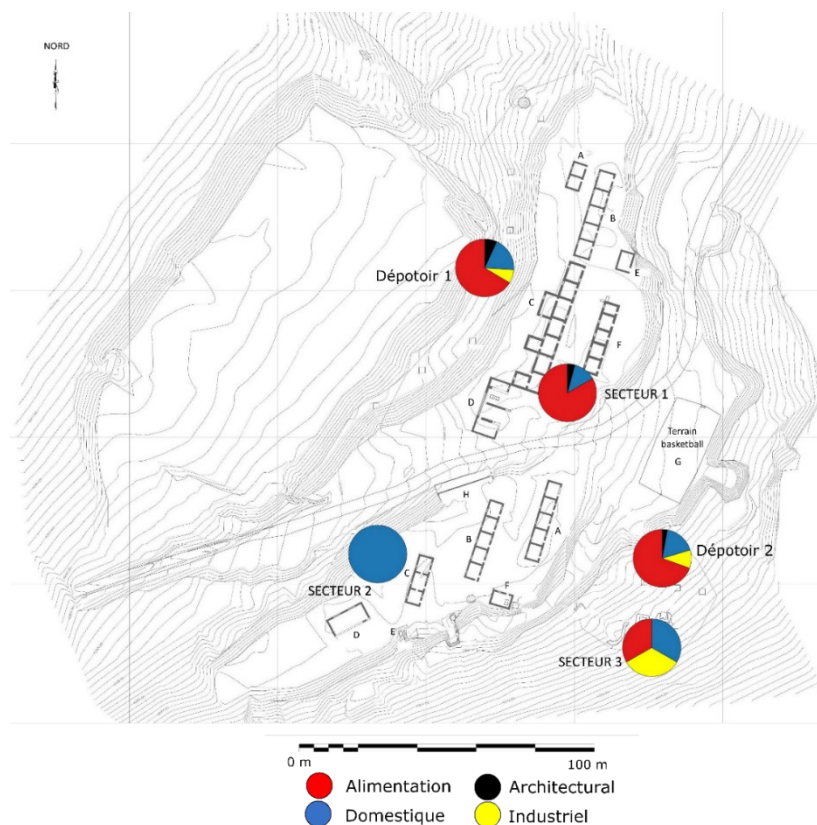 NORD
A
B
Dépotoir 1
E
C
F
D
SECTEUR 1
Terrain
basketball
G
H
A
B
Dépotoir 2
C
SECTEUR 2
F
D
E
SECTEUR 3
0 m
100 m
Alimentation
Architectural
Domestique
Industriel